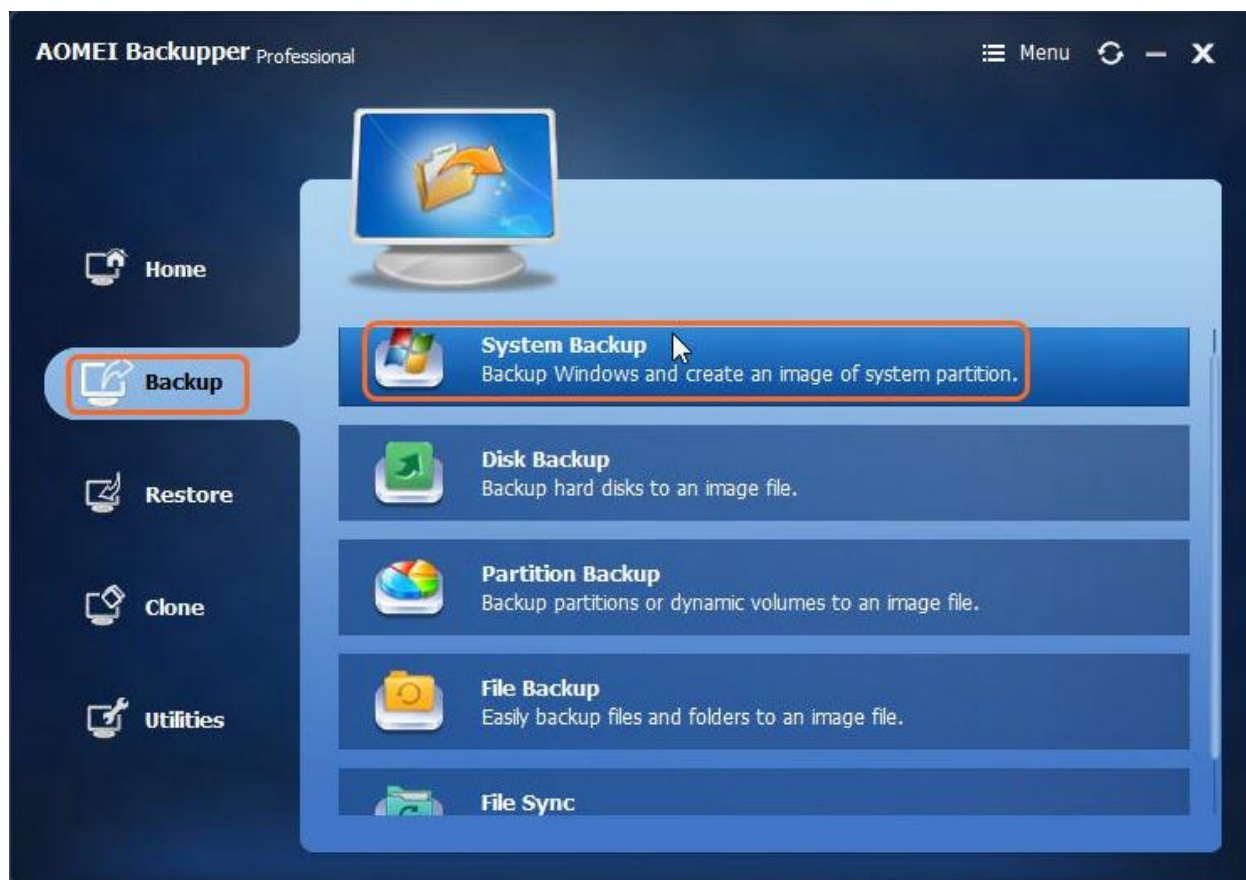 AOMEI Backupper Professional
Menu
Home
Backup
Restore
Clone
Utilities
System Backup
Backup Windows and create an image of system partition.
Disk Backup
Backup hard disks to an image file.
Partition Backup
Backup partitions or dynamic volumes to an image file.
File Backup
Easily backup files and folders to an image file.
File Sync